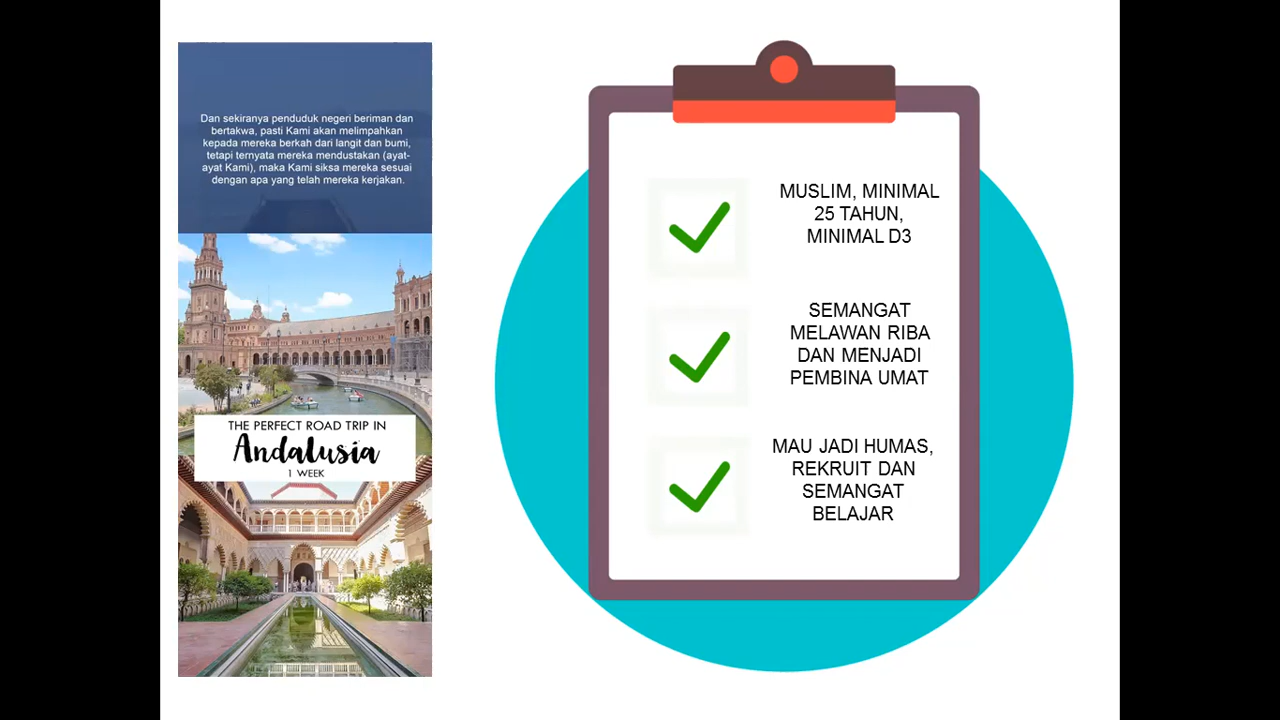 Dan sekiranya penduduk negeri beriman dan
bertakwa, pasti Kami akan melimpahkan
kepada mereka berkah dari langit dan bumi,
tetapi ternyata mereka mendustakan (ayat-
ayat Kami), maka Kami siksa mereka sesuai
dengan apa yang telah mereka kerjakan.
THE PERFECT ROAD TRIP IN
Andalusia
1 WEEK
MUSLIM, MINIMAL
25 TAHUN,
MINIMAL D3
SEMANGAT
MELAWAN RIBA
DAN MENJADI
PEMBINA UMAT
MAU JADI HUMAS,
REKRUIT DAN
SEMANGAT
BELAJAR